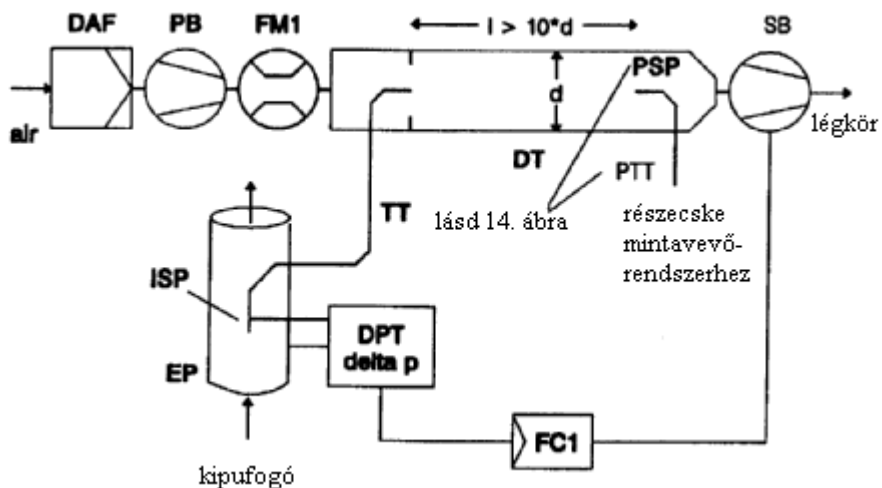 DAF
PB
FM1
l > 10*d
SB
air
d
PSP
légkör
DT
PTT
TT
lásd 14. ábra
részecske
mintavevő-
rendszerhez
ISP
DPT
delta p
EP
FC1
kipufogó